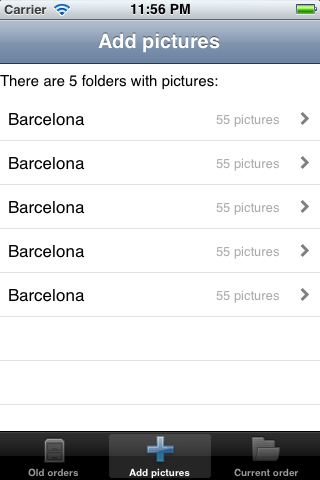 Carrier 11:56 PM
Add pictures
There are 5 folders with pictures:
Barcelona 55 pictures
Barcelona 55 pictures
Barcelona 55 pictures
Barcelona 55 pictures
Barcelona 55 pictures
Old orders Add pictures Current order